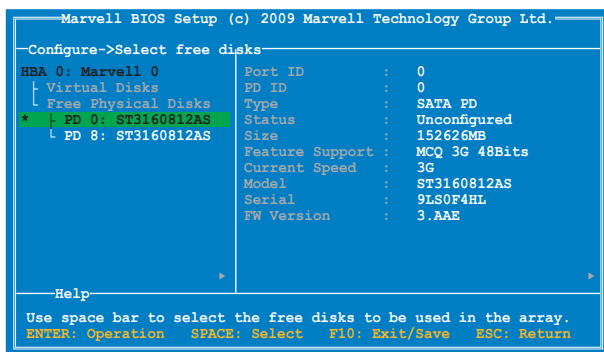 Marvell BIOS Setup (c) 2009 Marvell Technology Group Ltd.
Configure->Select free disks
HBA 0: Marvell 0
Virtual Disks
Free Physical Disks
* PD 0: ST3160812AS
PD 8: ST3160812AS
Port ID : 0
PD ID : 0
Type : SATA PD
Status : Unconfigured
Size : 152626MB
Feature Support : MCQ 3G 48Bits
Current Speed : 3G
Model : ST3160812AS
Serial : 9LS0F4HL
FW Version : 3.AAE
Help
Use space bar to select the free disks to be used in the array.
ENTER: Operation SPACE: Select F10: Exit/Save ESC: Return